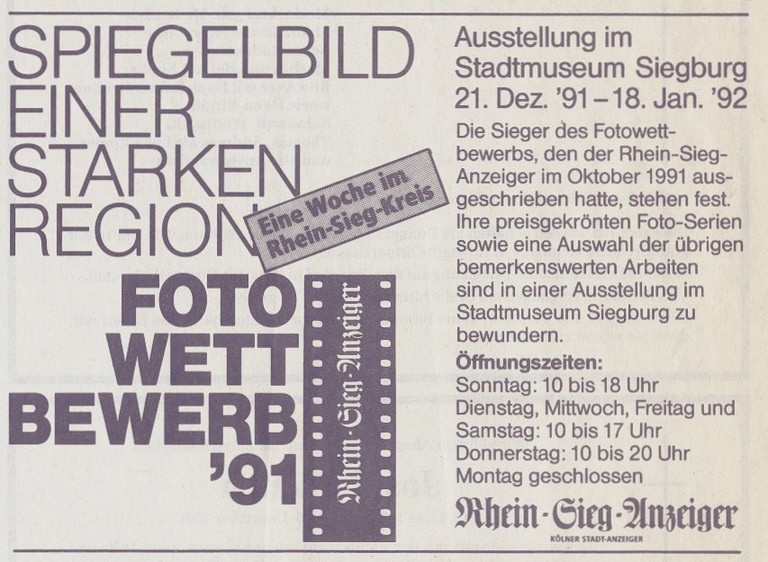 SPIEGELBILD
EINER
STARKEN
REGION
Eine Woche im
Rhein-Sieg-Kreis
FOTO
WETT
BEWERB
’91
Rhein-Sieg-Anzeiger
Ausstellung im
Stadtmuseum Siegburg
21. Dez. ’91 – 18. Jan. ’92
Die Sieger des Fotowett-
bewerbs, den der Rhein-Sieg-
Anzeiger im Oktober 1991 aus-
geschrieben hatte, stehen fest.
Ihre preisgekrönten Foto-Serien
sowie eine Auswahl der übrigen
bemerkenswerten Arbeiten
sind in einer Ausstellung im
Stadtmuseum Siegburg zu
bewundern.
Öffnungszeiten:
Sonntag: 10 bis 18 Uhr
Dienstag, Mittwoch, Freitag und
Samstag: 10 bis 17 Uhr
Donnerstag: 10 bis 20 Uhr
Montag geschlossen
Rhein-Sieg-Anzeiger
KÖLNER STADT-ANZEIGER